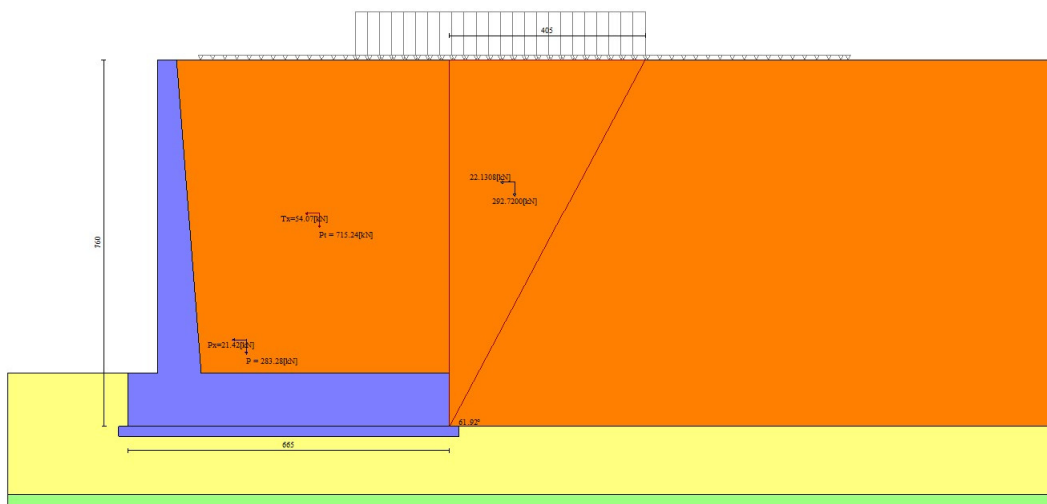 405
760
22.1308[kN]
292.7200[kN]
Tx=54.07[kN]
Pt = 715.24[kN]
Px=21.42[kN]
P = 283.28[kN]
61.92°
665